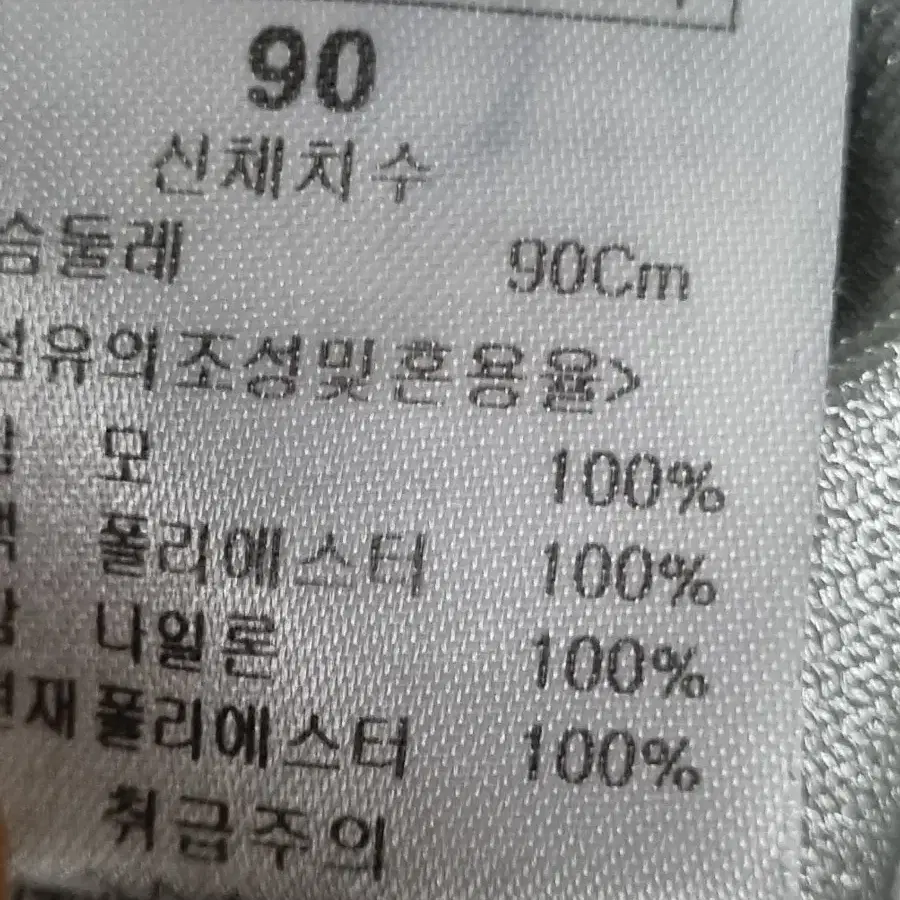 90
신체치수
슴둘레 90Cm
섬유의조성및혼용율>
모 100%
폴리에스터 100%
나일론 100%
재 폴리에스터 100%
취급주의